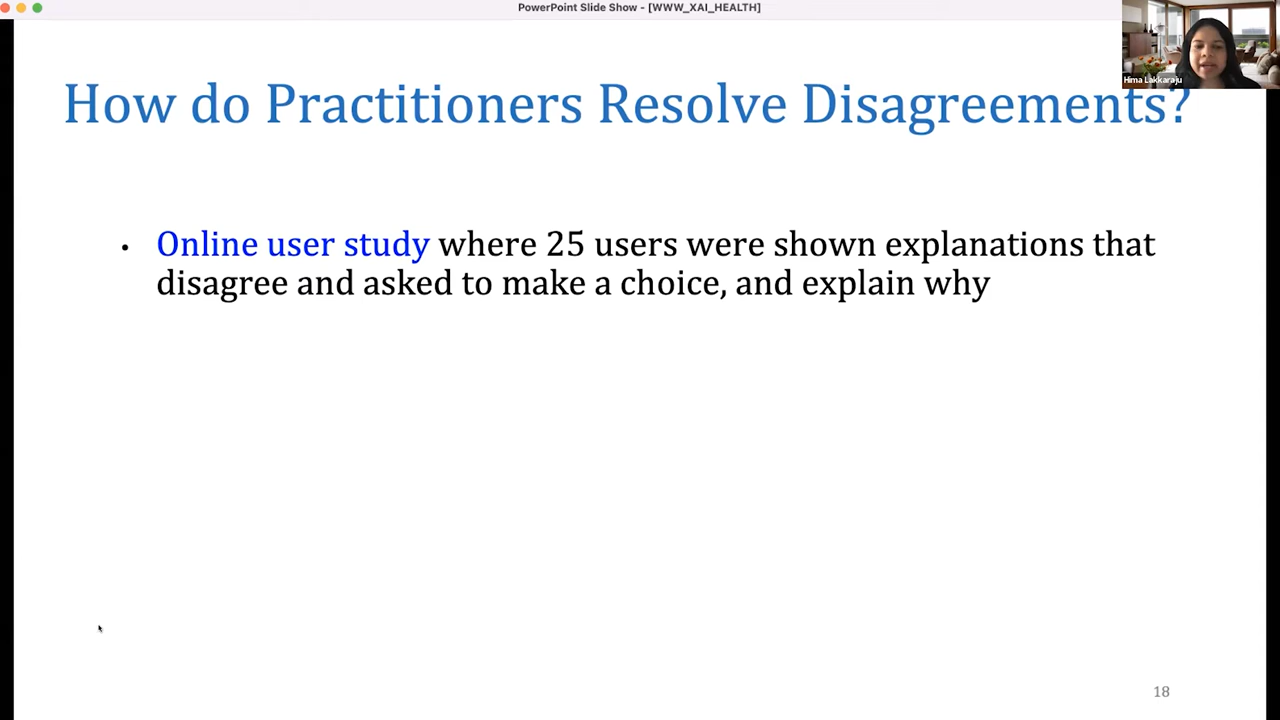 PowerPoint Slide Show - [WWW_XAI_HEALTH]
Hima Lakkaraju
How do Practitioners Resolve Disagreements?
• Online user study where 25 users were shown explanations that
disagree and asked to make a choice, and explain why
18